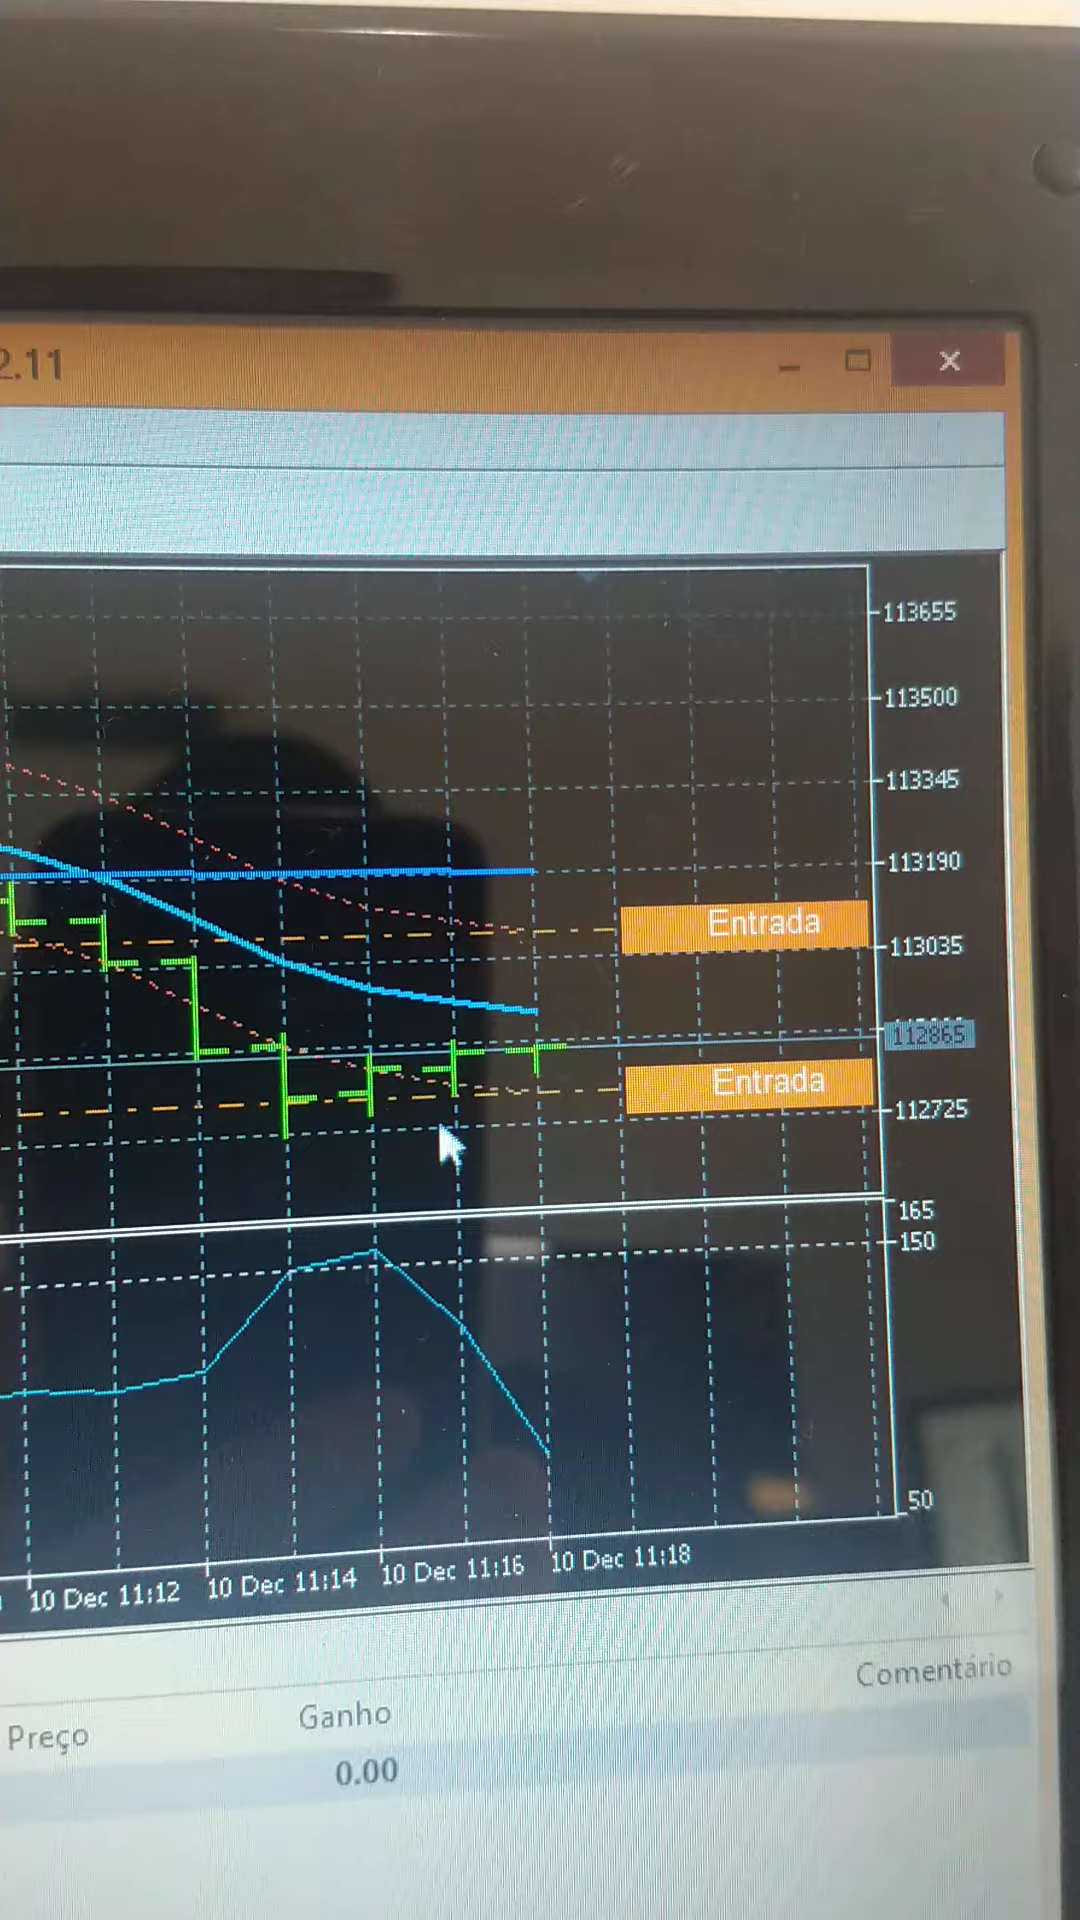 2.11
113655
113500
113345
113190
Entrada
113035
112865
Entrada
112725
165
150
50
10 Dec 11:12
10 Dec 11:14
10 Dec 11:16
10 Dec 11:18
Comentário
Preço
Ganho
0.00